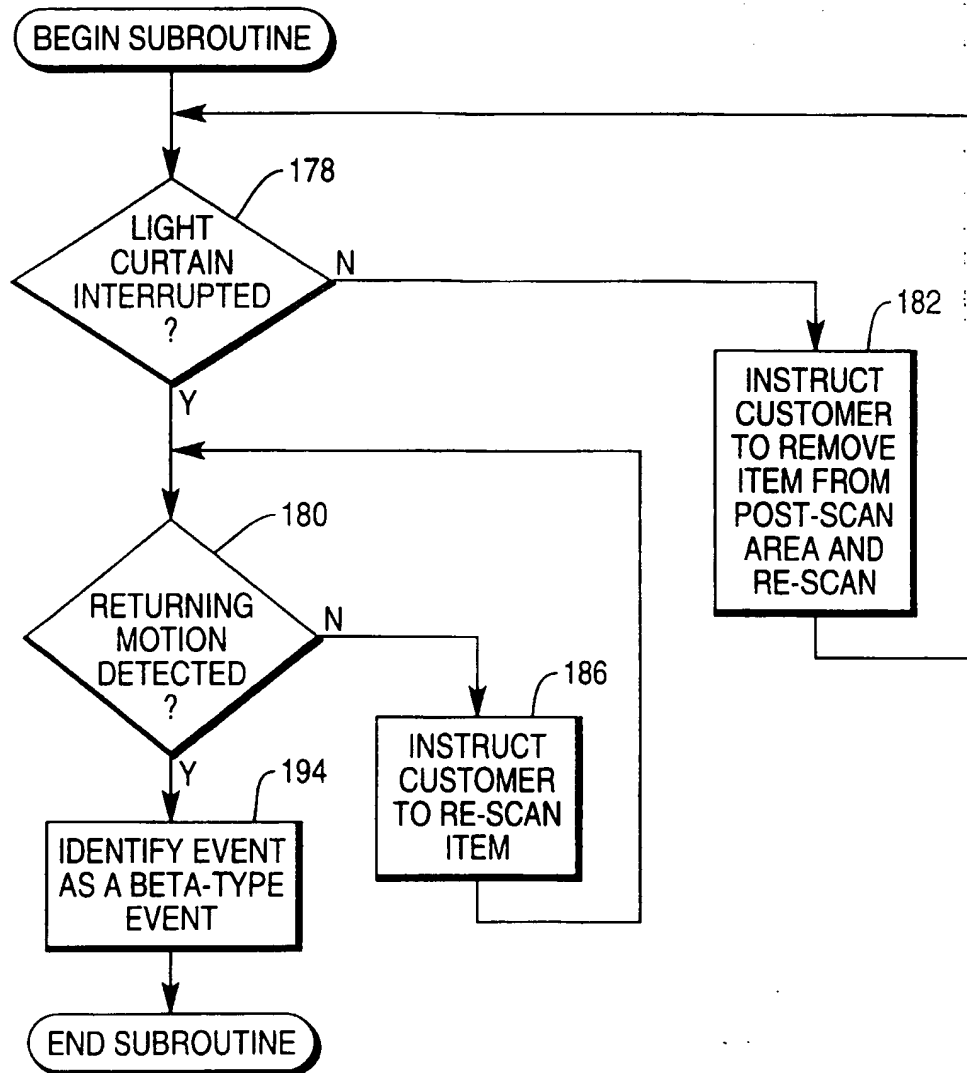 BEGIN SUBROUTINE
178
LIGHT
CURTAIN
INTERRUPTED
?
N
Y
182
INSTRUCT
CUSTOMER
TO REMOVE
ITEM FROM
POST-SCAN
AREA AND
RE-SCAN
180
RETURNING
MOTION
DETECTED
?
N
Y
186
INSTRUCT
CUSTOMER
TO RE-SCAN
ITEM
194
IDENTIFY EVENT
AS A BETA-TYPE
EVENT
END SUBROUTINE